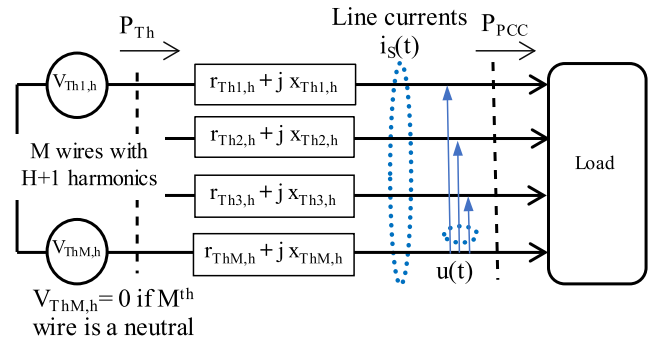 P_Th
Line currents
i_S(t)
P_PCC
V_Th1,h
r_Th1,h + j x_Th1,h
r_Th2,h + j x_Th2,h
M wires with
H+1 harmonics
Load
r_Th3,h + j x_Th3,h
V_ThM,h
r_ThM,h + j x_ThM,h
u(t)
V_ThM,h = 0 if M^th
wire is a neutral